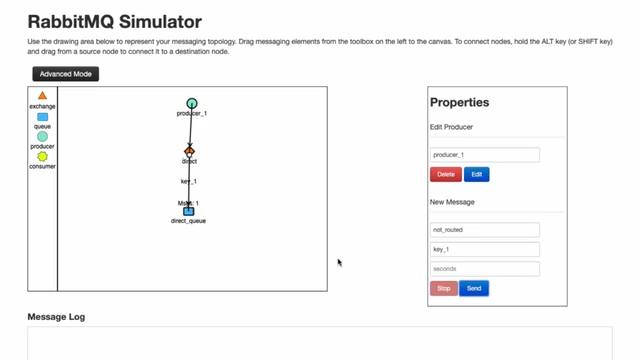 RabbitMQ Simulator
Use the drawing area below to represent your messaging topology. Drag messaging elements from the toolbox on the left to the canvas. To connect nodes, hold the ALT key (or SHIFT key)
and drag from a source node to connect it to a destination node.
Advanced Mode
exchange
queue
producer
consumer
producer_1
direct
key_1
Msgs: 1
direct_queue
Properties
Edit Producer
producer_1
Delete
Edit
New Message
not_routed
key_1
seconds
Stop
Send
Message Log